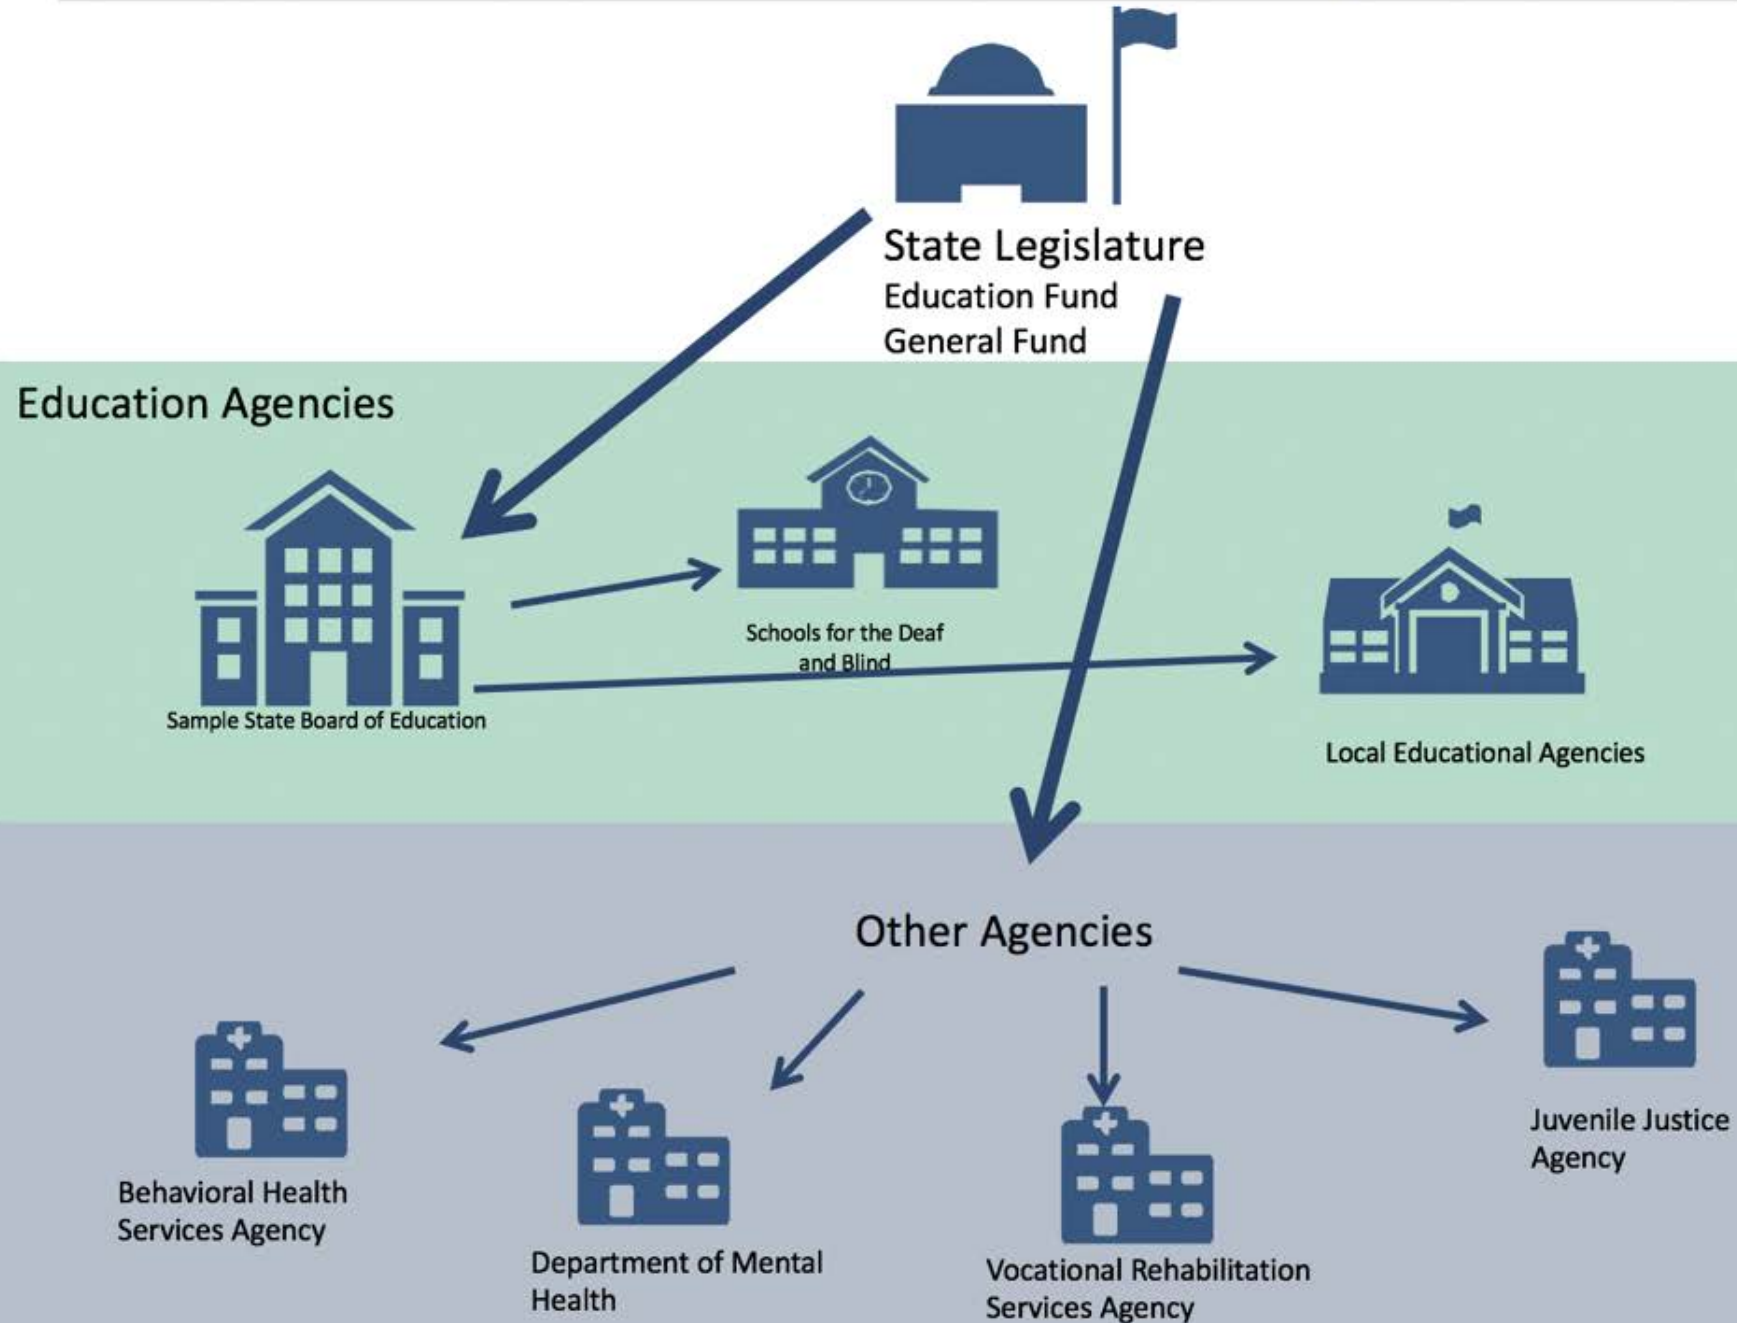 State Legislature
Education Fund
General Fund
Education Agencies
Schools for the Deaf
and Blind
Sample State Board of Education
Local Educational Agencies
Other Agencies
Behavioral Health
Services Agency
Department of Mental
Health
Vocational Rehabilitation
Services Agency
Juvenile Justice
Agency